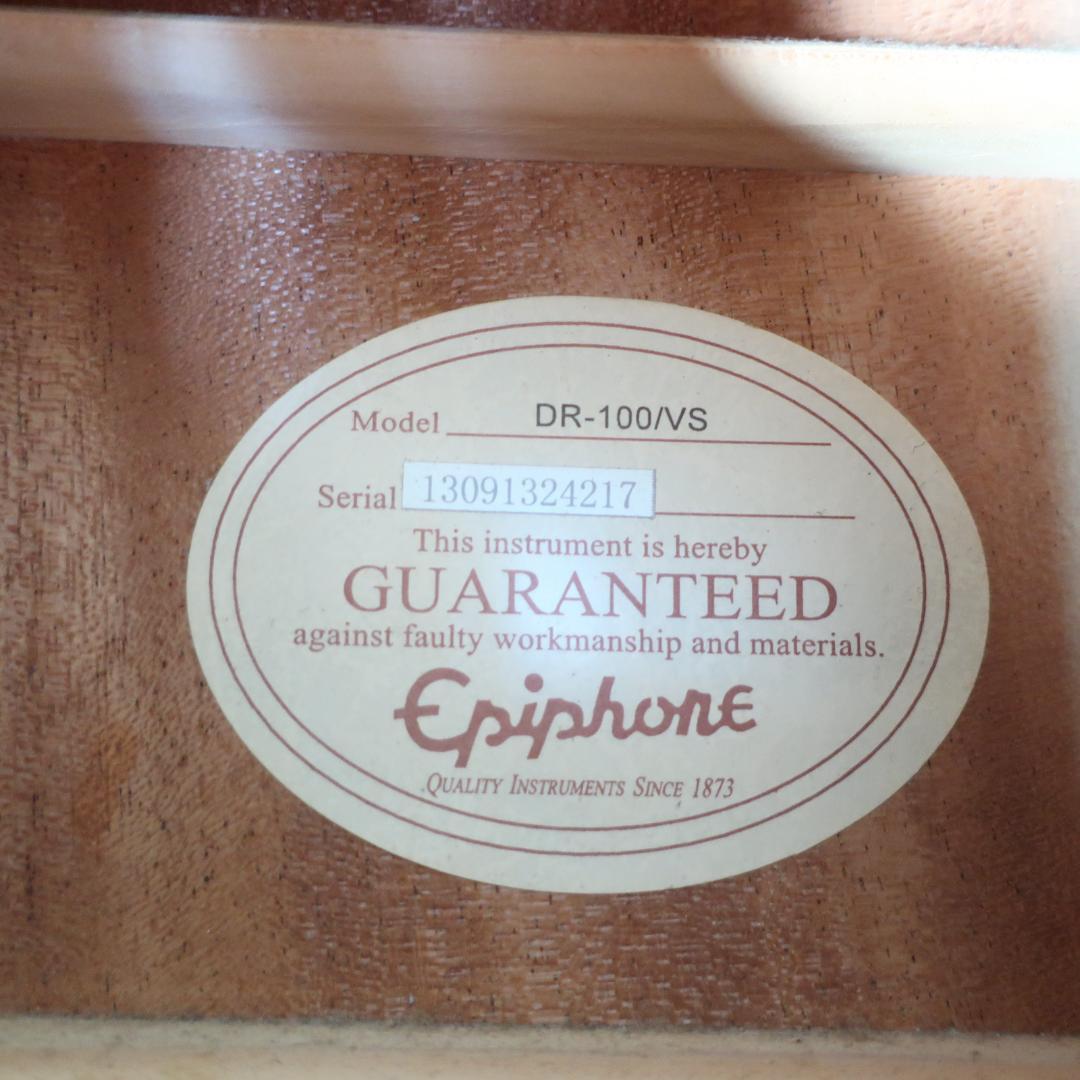 Model DR-100/VS
Serial 13091324217
This instrument is hereby
GUARANTEED
against faulty workmanship and materials.
Epiphone
QUALITY INSTRUMENTS SINCE 1873